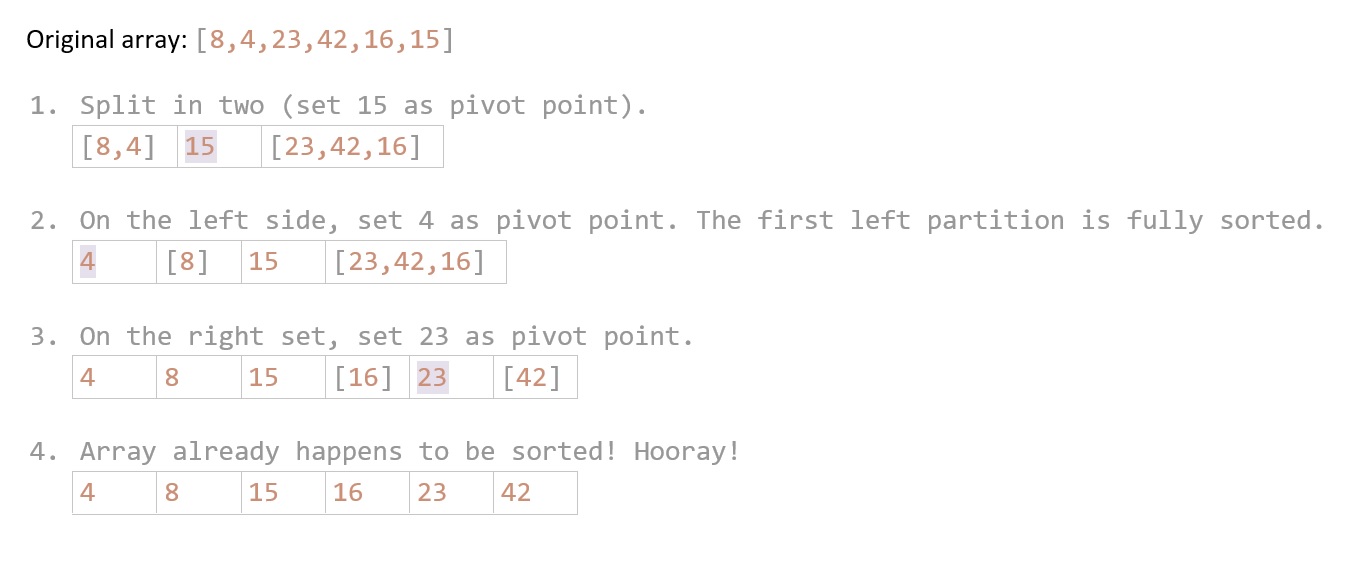 Original array: [8,4,23,42,16,15]
1. Split in two (set 15 as pivot point).
[8,4] 15 [23,42,16]
2. On the left side, set 4 as pivot point. The first left partition is fully sorted.
4 [8] 15 [23,42,16]
3. On the right set, set 23 as pivot point.
4 8 15 [16] 23 [42]
4. Array already happens to be sorted! Hooray!
4 8 15 16 23 42